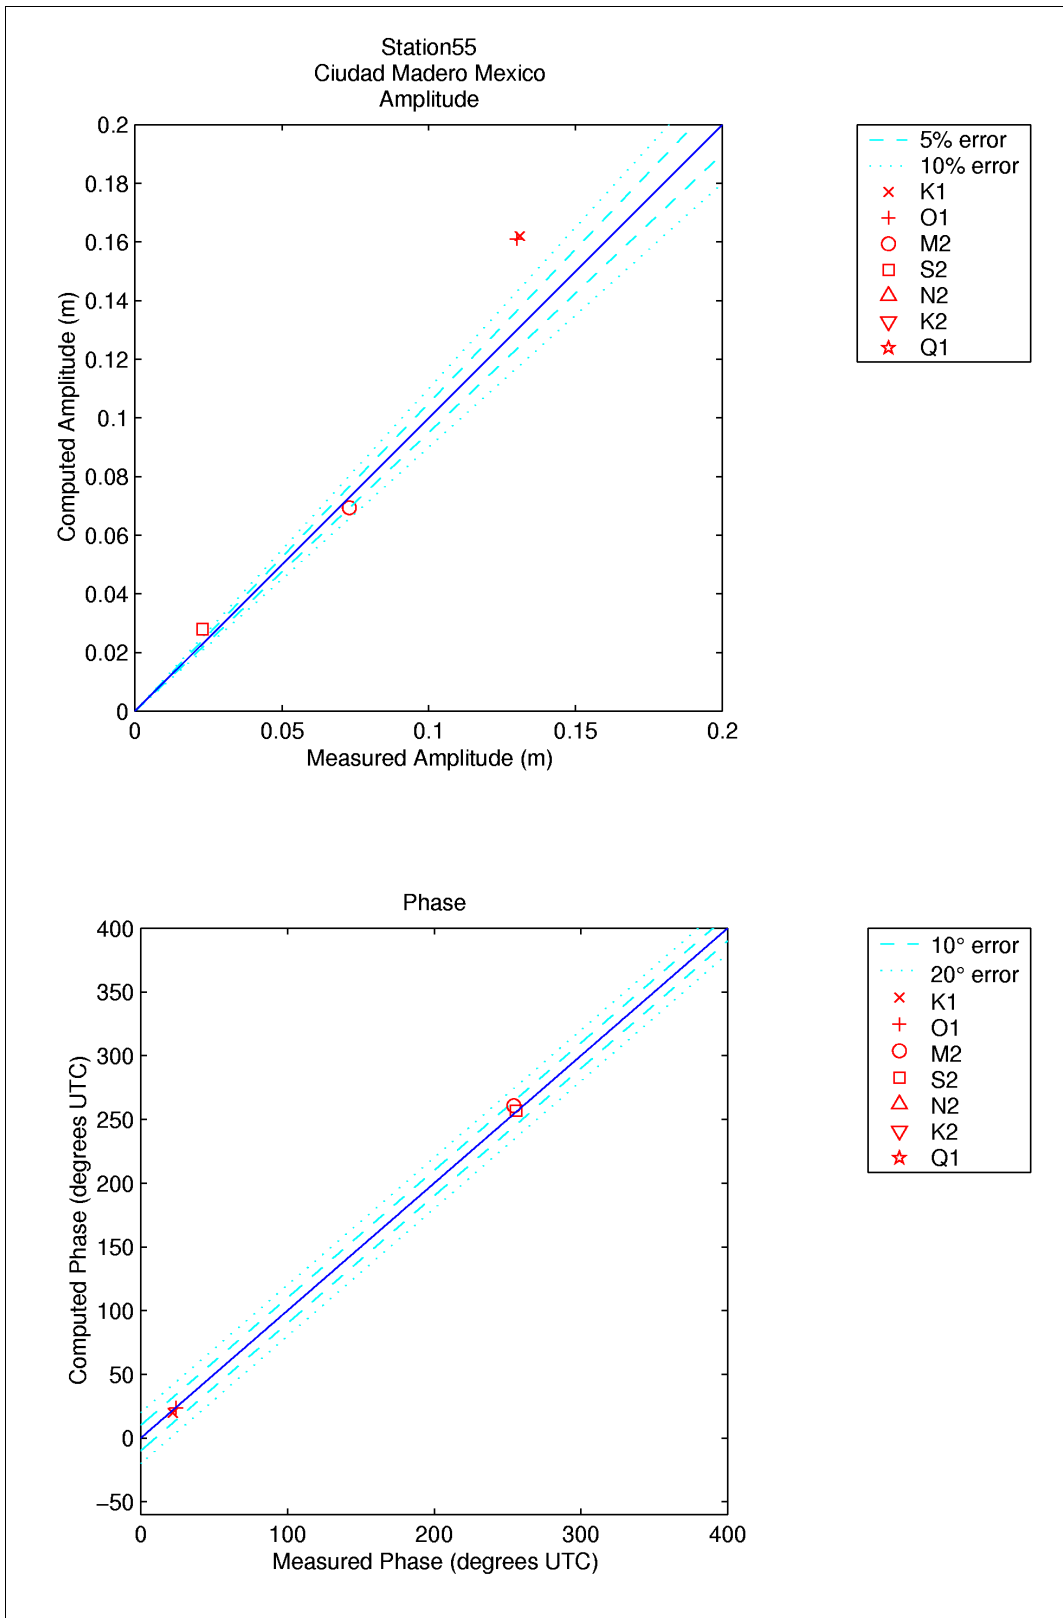 Station55
Ciudad Madero Mexico
Amplitude
0.2
0.18
0.16
0.14
0.12
0.1
0.08
0.06
0.04
0.02
0
Computed Amplitude (m)
0 0.05 0.1 0.15 0.2
Measured Amplitude (m)
5% error
10% error
K1
O1
M2
S2
N2
K2
Q1
Phase
400
350
300
250
200
150
100
50
0
−50
Computed Phase (degrees UTC)
0 100 200 300 400
Measured Phase (degrees UTC)
10° error
20° error
K1
O1
M2
S2
N2
K2
Q1